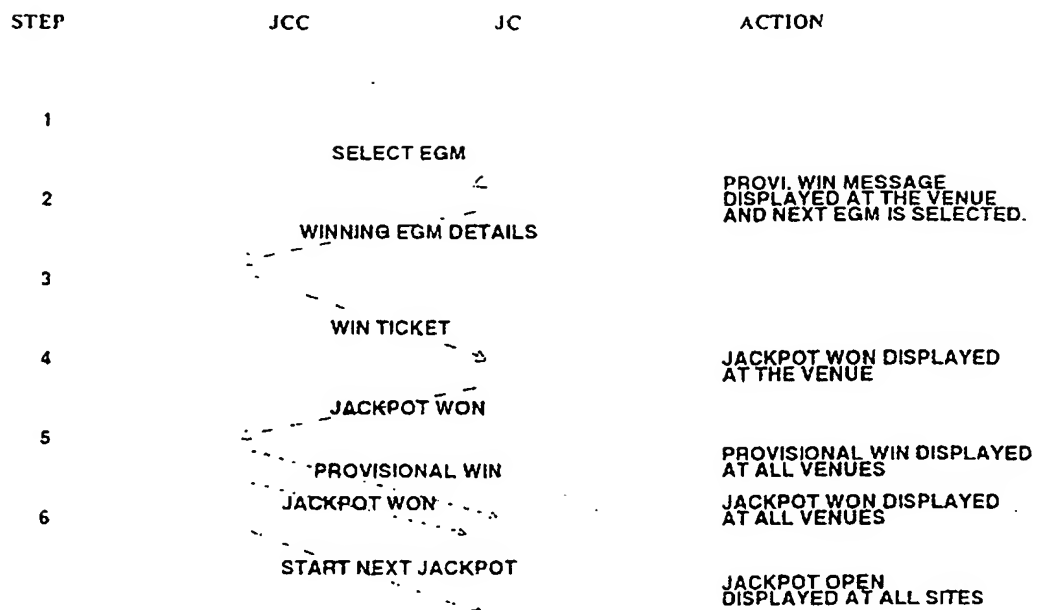 STEP JCC JC ACTION
1
SELECT EGM
2
PROVI. WIN MESSAGE
DISPLAYED AT THE VENUE
AND NEXT EGM IS SELECTED.
WINNING EGM DETAILS
3
WIN TICKET
4
JACKPOT WON DISPLAYED
AT THE VENUE
JACKPOT WON
5
PROVISIONAL WIN DISPLAYED
AT ALL VENUES
PROVISIONAL WIN
JACKPOT WON
JACKPOT WON DISPLAYED
AT ALL VENUES
6
START NEXT JACKPOT
JACKPOT OPEN
DISPLAYED AT ALL SITES